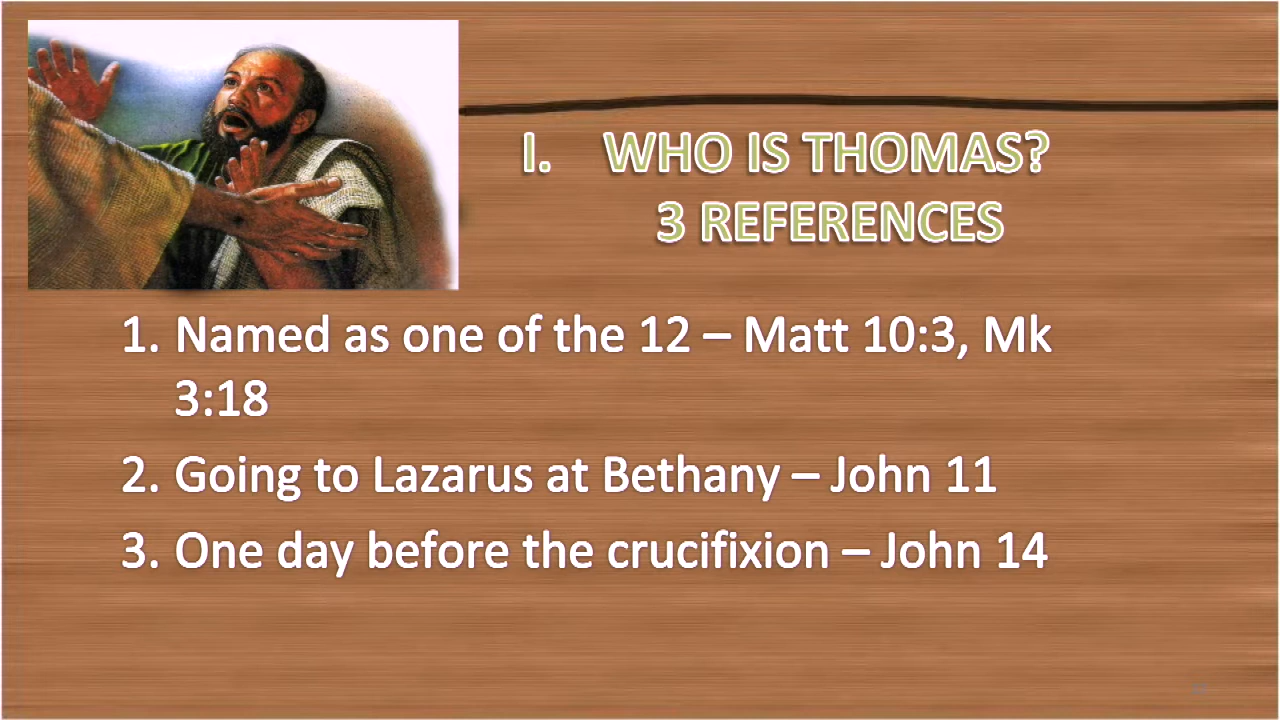 I. WHO IS THOMAS?
3 REFERENCES
1. Named as one of the 12 – Matt 10:3, Mk
3:18
2. Going to Lazarus at Bethany – John 11
3. One day before the crucifixion – John 14